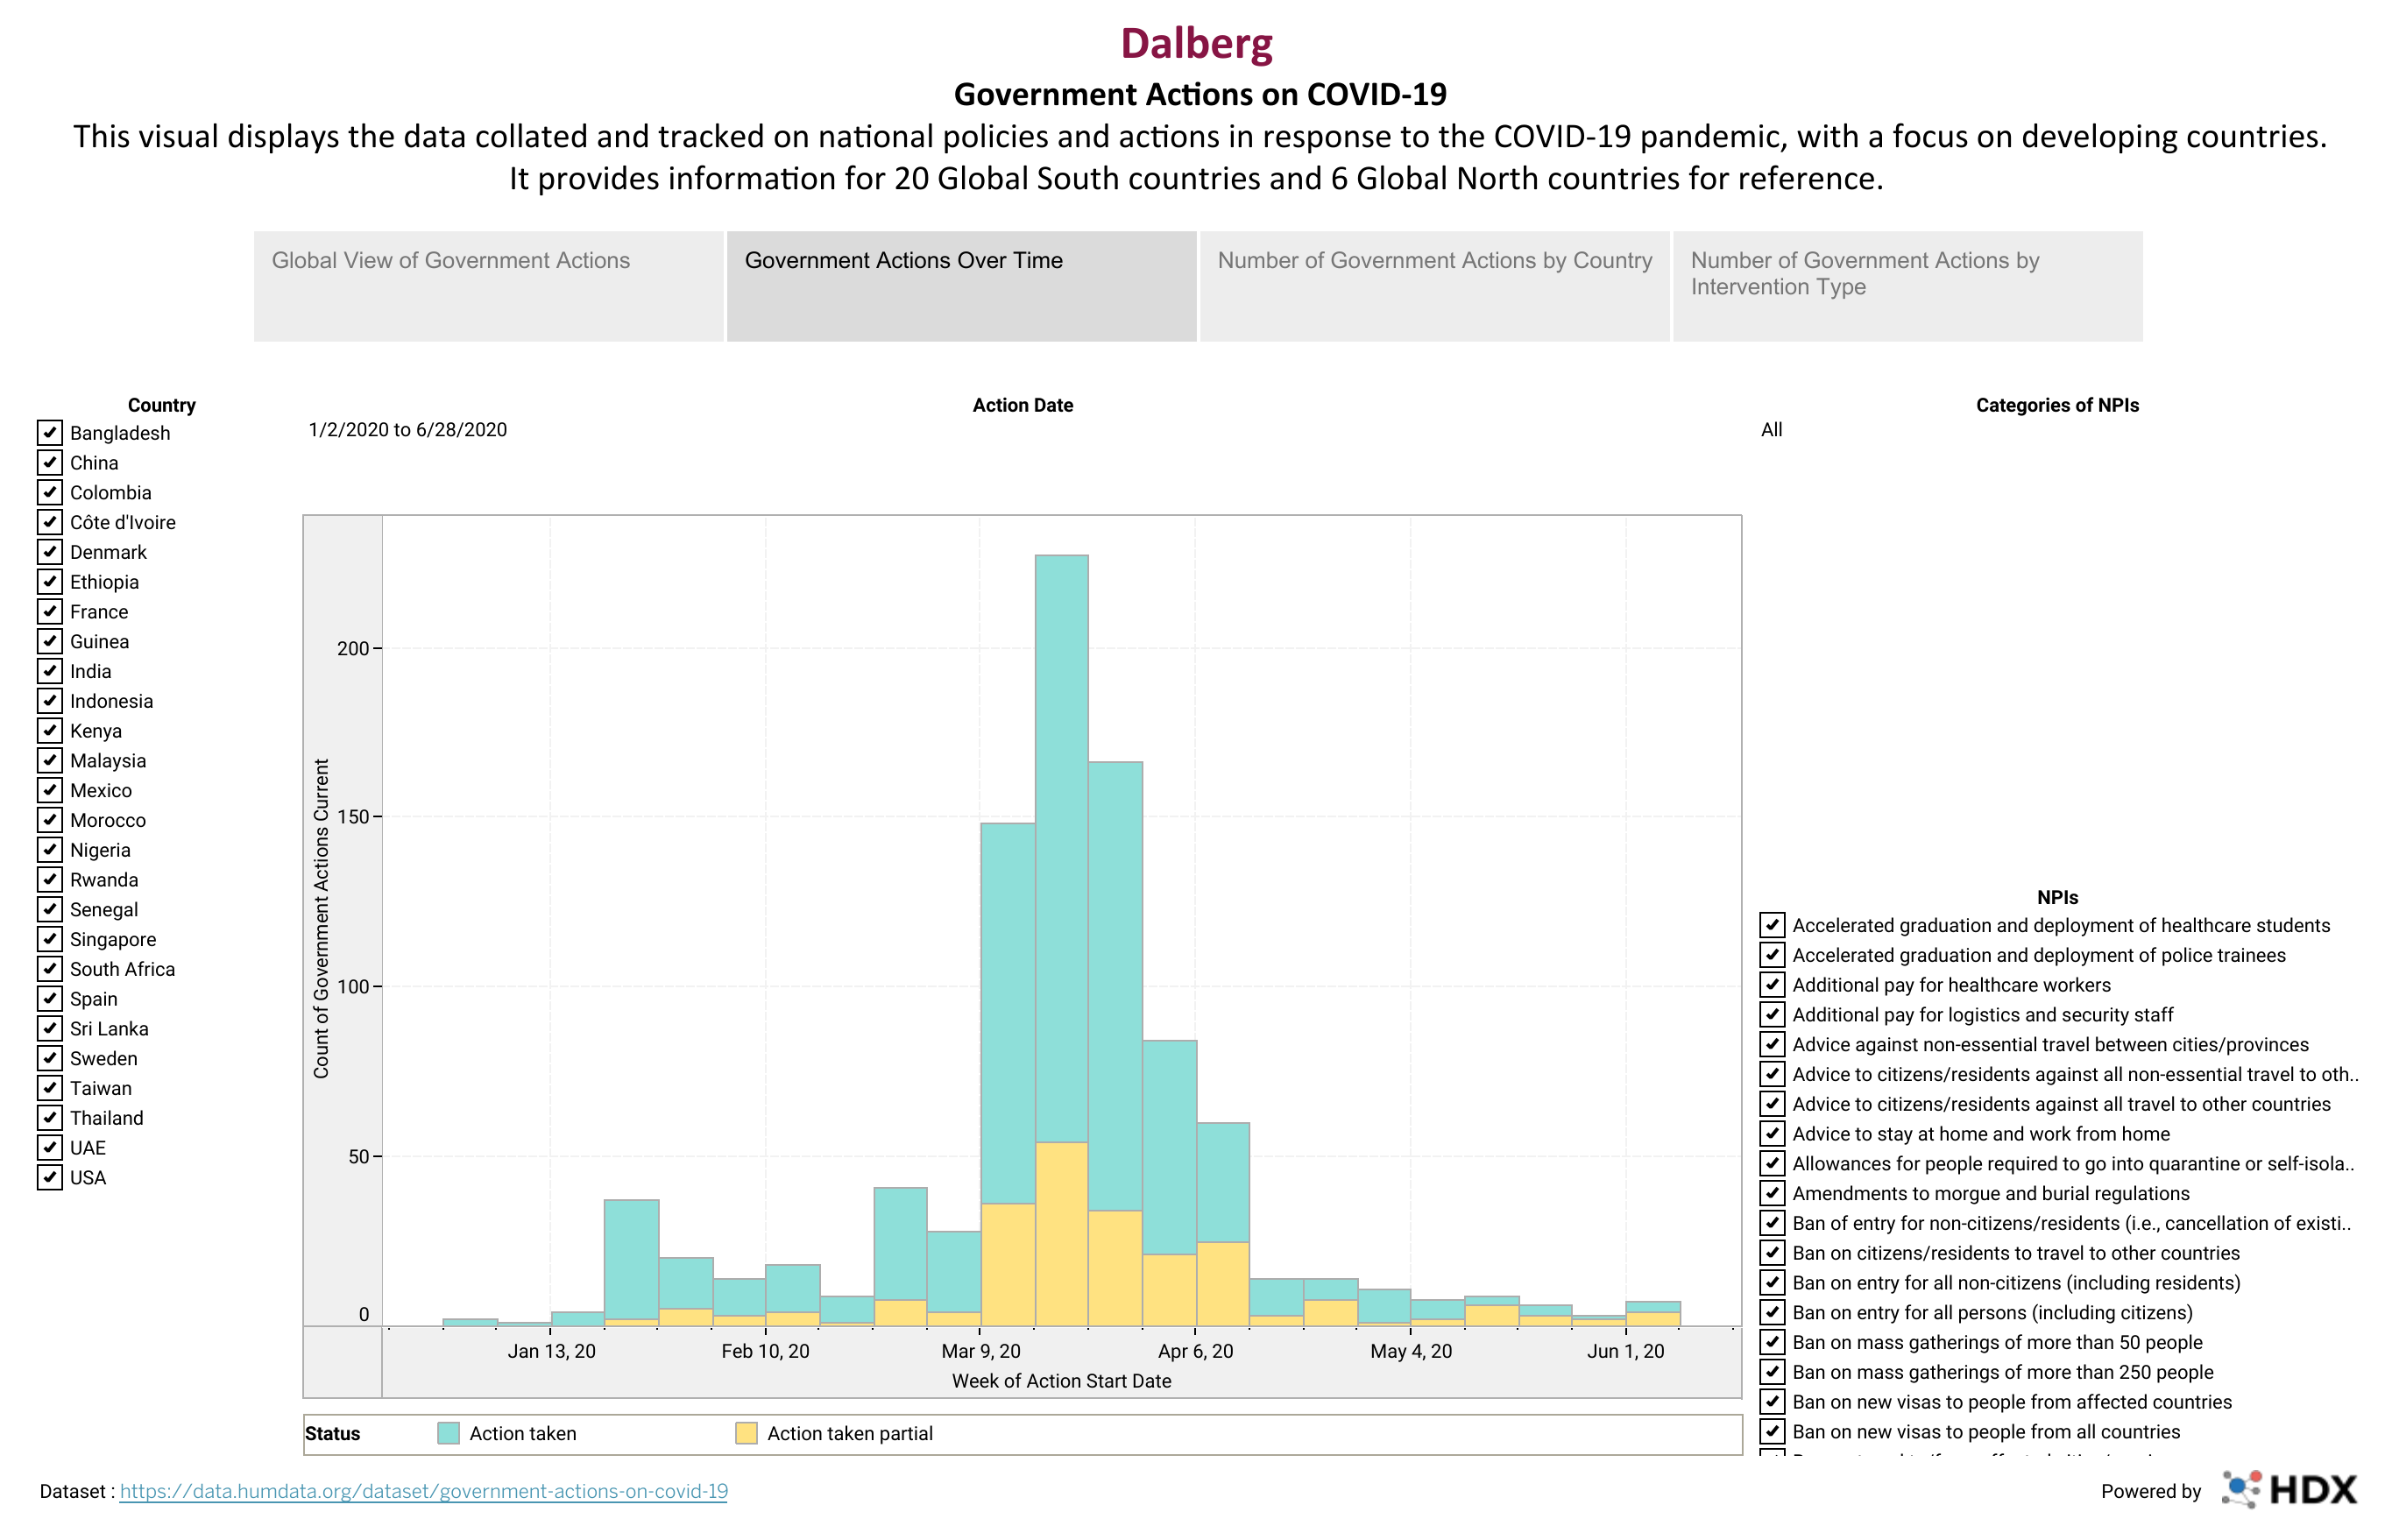 Dalberg
Government Actions on COVID-19
This visual displays the data collated and tracked on national policies and actions in response to the COVID-19 pandemic, with a focus on developing countries.
It provides information for 20 Global South countries and 6 Global North countries for reference.
Global View of Government Actions
Government Actions Over Time
Number of Government Actions by Country
Number of Government Actions by
Intervention Type
Country
Bangladesh
China
Colombia
Côte d'Ivoire
Denmark
Ethiopia
France
Guinea
India
Indonesia
Kenya
Malaysia
Mexico
Morocco
Nigeria
Rwanda
Senegal
Singapore
South Africa
Spain
Sri Lanka
Sweden
Taiwan
Thailand
UAE
USA
Action Date
1/2/2020 to 6/28/2020
Count of Government Actions Current
200
150
100
50
0
Jan 13, 20
Feb 10, 20
Mar 9, 20
Apr 6, 20
May 4, 20
Jun 1, 20
Week of Action Start Date
Status
Action taken
Action taken partial
Categories of NPIs
All
NPIs
Accelerated graduation and deployment of healthcare students
Accelerated graduation and deployment of police trainees
Additional pay for healthcare workers
Additional pay for logistics and security staff
Advice against non-essential travel between cities/provinces
Advice to citizens/residents against all non-essential travel to oth..
Advice to citizens/residents against all travel to other countries
Advice to stay at home and work from home
Allowances for people required to go into quarantine or self-isola..
Amendments to morgue and burial regulations
Ban of entry for non-citizens/residents (i.e., cancellation of existi..
Ban on citizens/residents to travel to other countries
Ban on entry for all non-citizens (including residents)
Ban on entry for all persons (including citizens)
Ban on mass gatherings of more than 50 people
Ban on mass gatherings of more than 250 people
Ban on new visas to people from affected countries
Ban on new visas to people from all countries
Dataset : https://data.humdata.org/dataset/government-actions-on-covid-19
Powered by
HDX